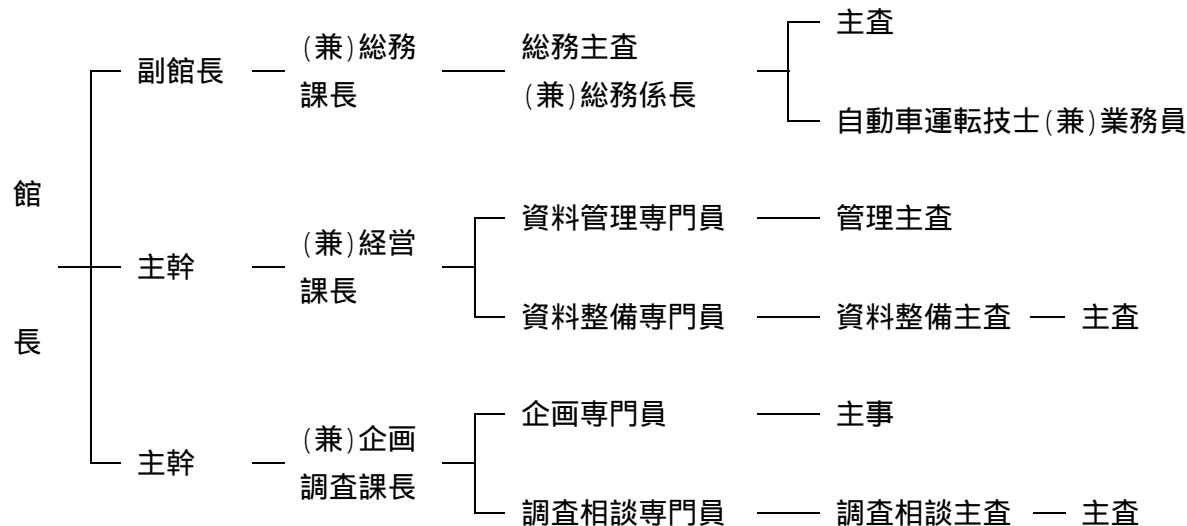 館
長
副館長
(兼)総務
課長
総務主査
(兼)総務係長
主査
自動車運転技士(兼)業務員
主幹
(兼)経営
課長
資料管理専門員
管理主査
資料整備専門員
資料整備主査
主査
主幹
(兼)企画
調査課長
企画専門員
主事
調査相談専門員
調査相談主査
主査